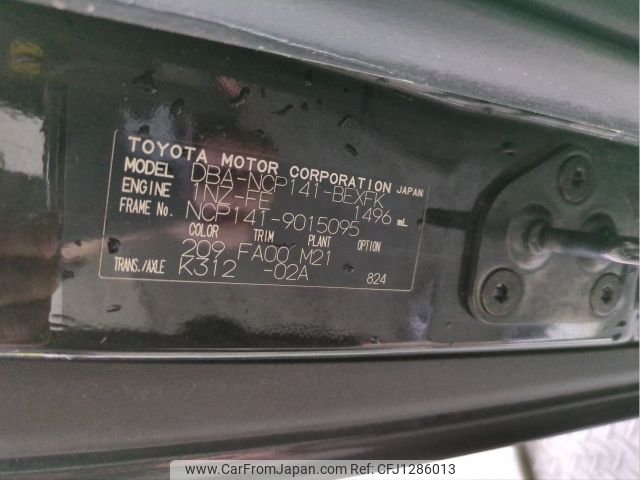 TOYOTA MOTOR CORPORATION JAPAN
MODEL DBA-NCP141-BEXFK
ENGINE 1NZ-FE 1496 mL
FRAME No. NCP141-9015095
COLOR TRIM PLANT OPTION
209 FA00 M21
TRANS./AXLE K312 -02A 824
www.CarFromJapan.com - CFJ1286013